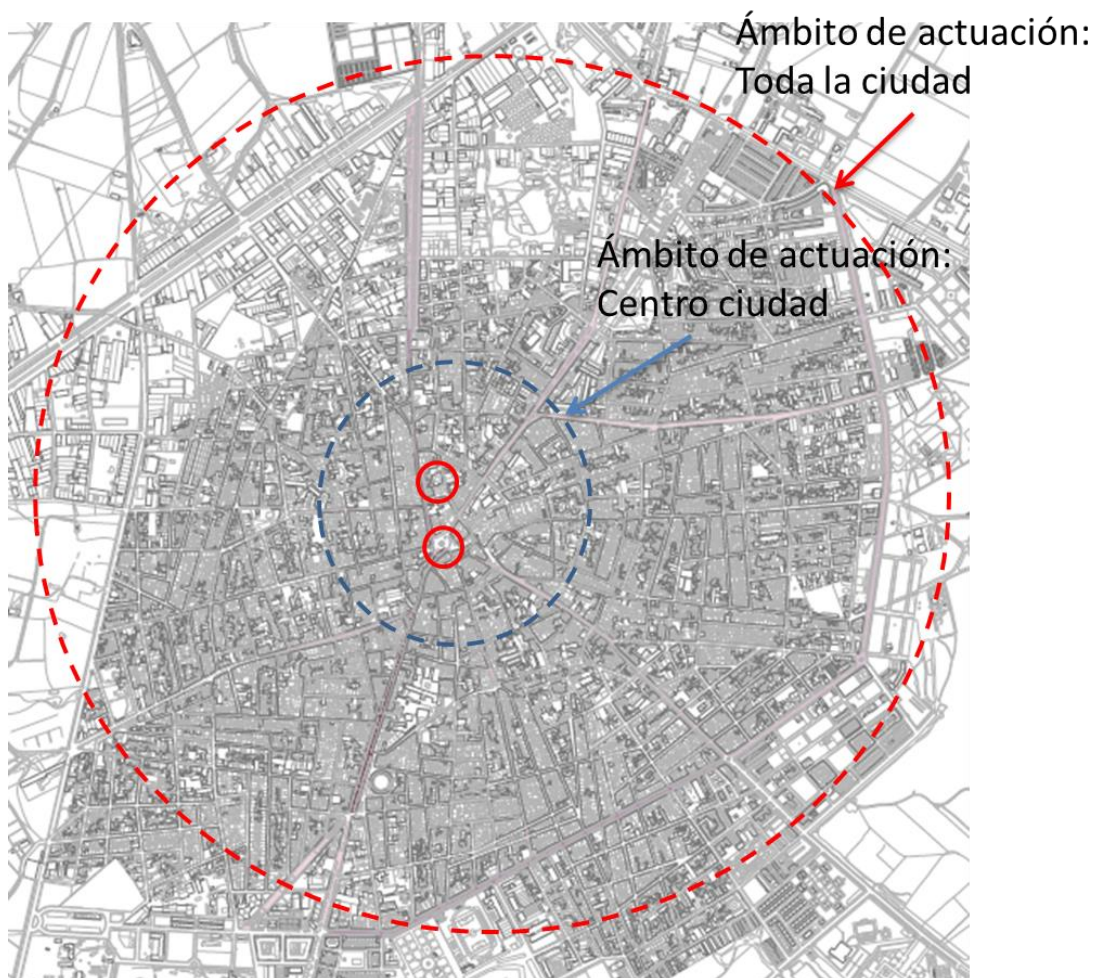 Ámbito de actuación:
Toda la ciudad
Ámbito de actuación:
Centro ciudad